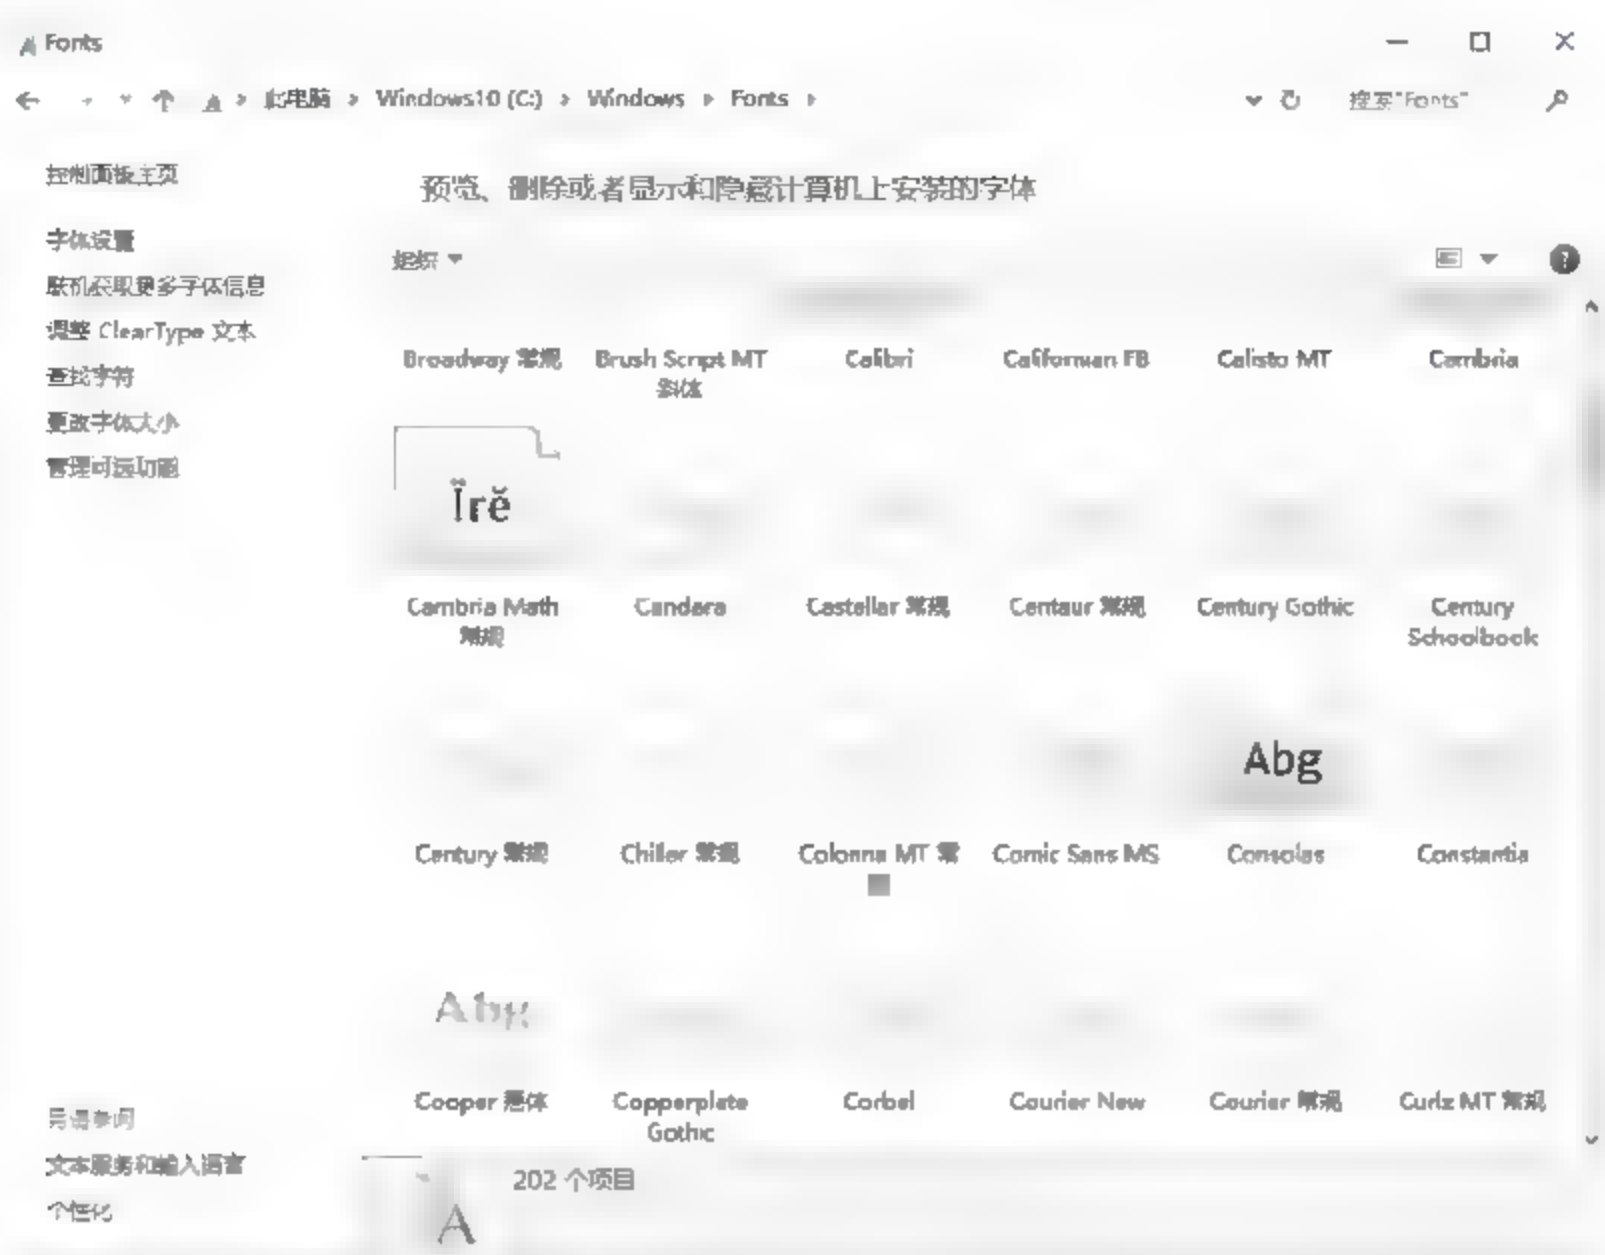 Fonts
此电脑 > Windows10 (C:) > Windows > Fonts >
搜索"Fonts"
控制面板主页
字体设置
联机获取更多字体信息
调整 ClearType 文本
查找字符
更改字体大小
管理可选功能
预览、删除或者显示和隐藏计算机上安装的字体
组织
Broadway 常规
Brush Script MT
斜体
Calibri
Californian FB
Calisto MT
Cambria
Ïrĕ
Cambria Math
常规
Candara
Castellar 常规
Centaur 常规
Century Gothic
Century
Schoolbook
Abg
Century 常规
Chiller 常规
Colonna MT 常
Comic Sans MS
Consolas
Constantia
Abg
Cooper 黑体
Copperplate
Gothic
Corbel
Courier New
Courier 常规
Curlz MT 常规
另请参阅
文本服务和输入语言
个性化
202 个项目
A